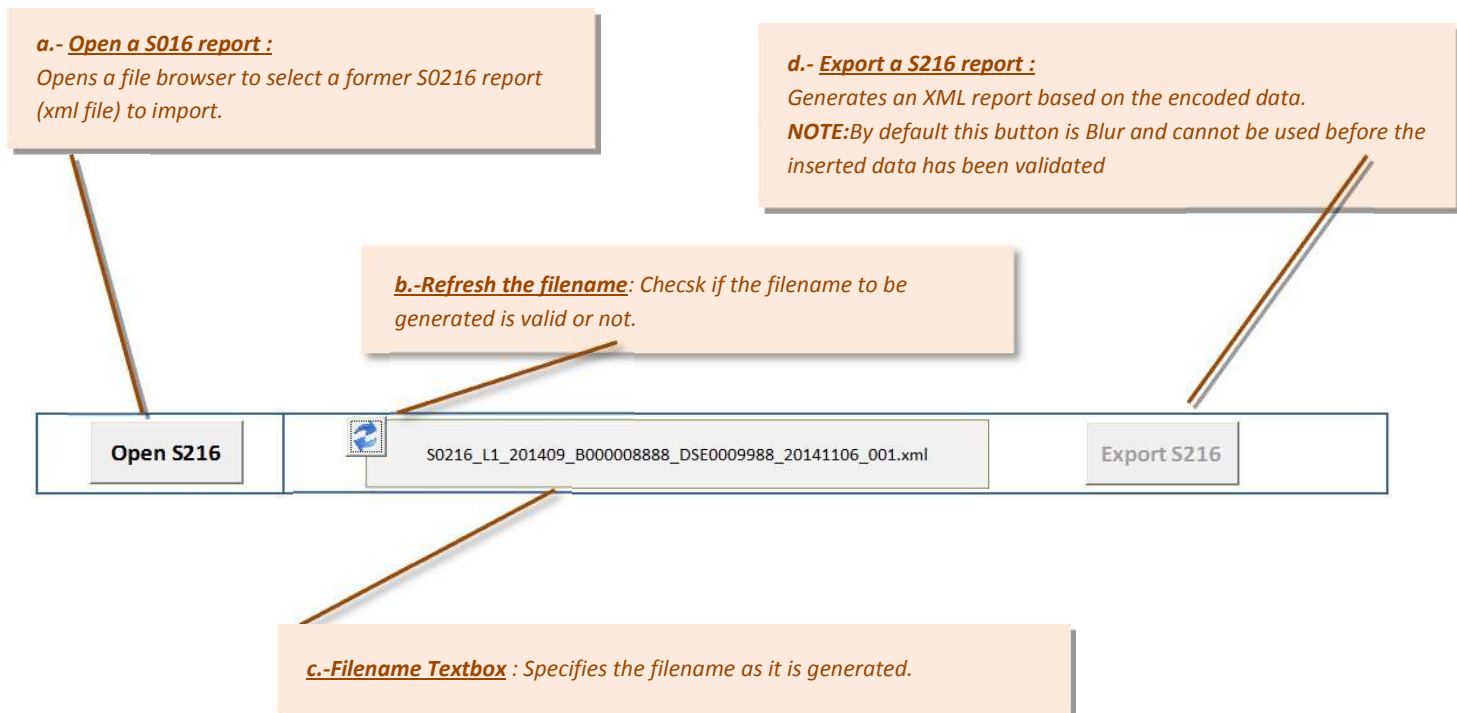 a.- Open a S016 report :
Opens a file browser to select a former S0216 report
(xml file) to import.
d.- Export a S216 report :
Generates an XML report based on the encoded data.
NOTE:By default this button is Blur and cannot be used before the
inserted data has been validated
b.-Refresh the filename: Checsk if the filename to be
generated is valid or not.
Open S216
S0216_L1_201409_B000008888_DSE0009988_20141106_001.xml
Export S216
c.-Filename Textbox : Specifies the filename as it is generated.